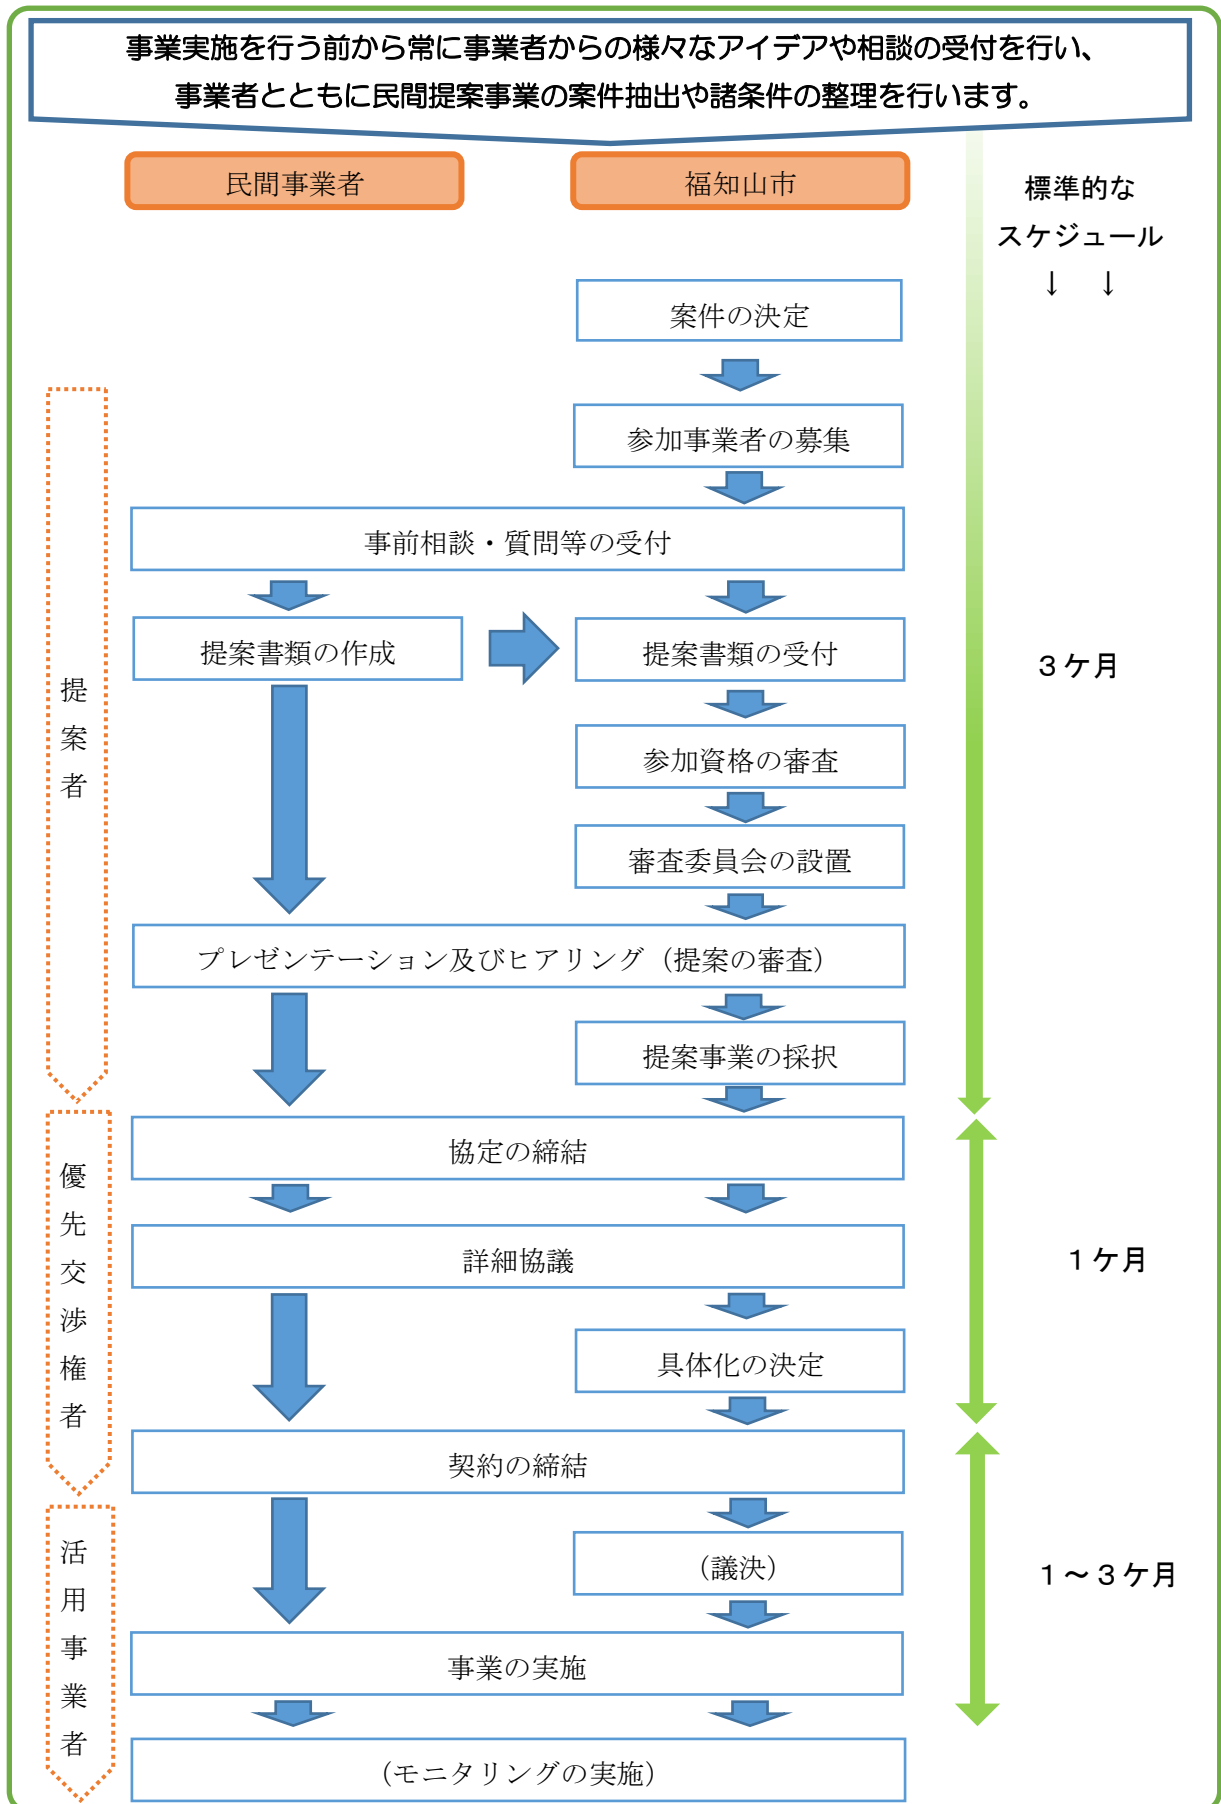 事業実施を行う前から常に事業者からの様々なアイデアや相談の受付を行い、
事業者とともに民間提案事業の案件抽出や諸条件の整理を行います。
民間事業者
福知山市
標準的な
スケジュール
↓ ↓
案件の決定
参加事業者の募集
事前相談・質問等の受付
提案書類の作成
提案書類の受付
３ケ月
提案者
参加資格の審査
審査委員会の設置
プレゼンテーション及びヒアリング（提案の審査）
提案事業の採択
協定の締結
優先交渉権者
詳細協議
１ケ月
具体化の決定
契約の締結
活用事業者
（議決）
１～３ケ月
事業の実施
（モニタリングの実施）